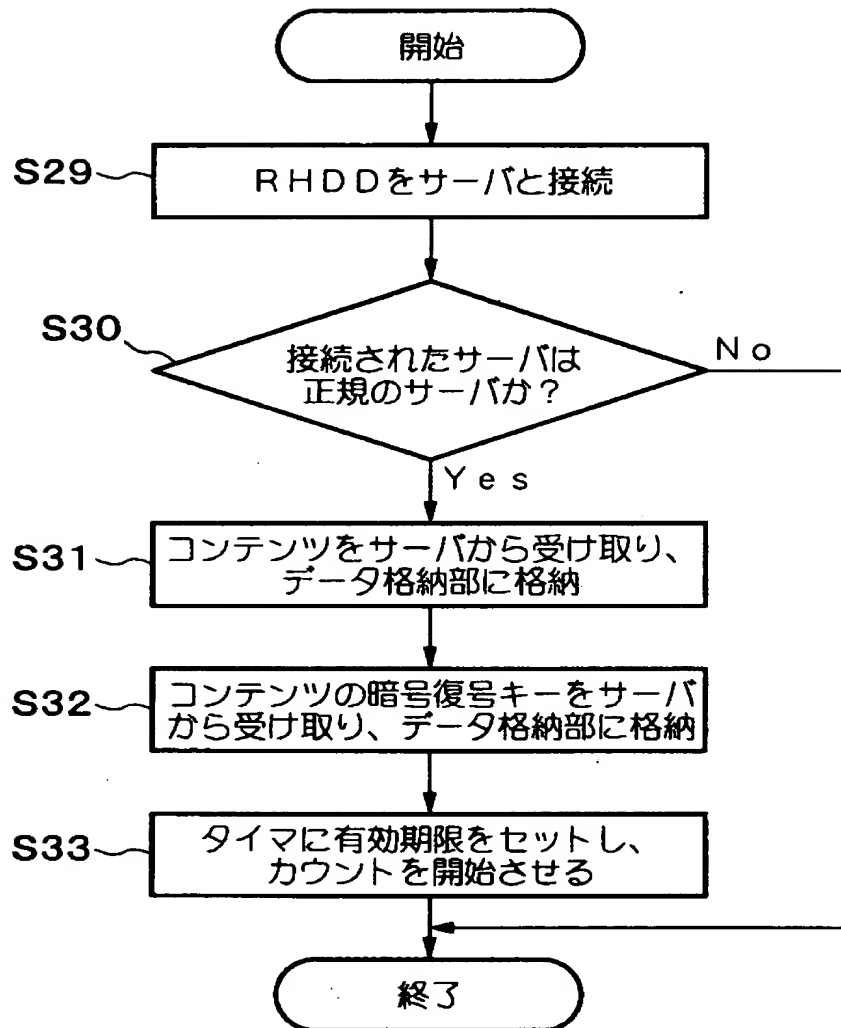 開始
S29
RHDDをサーバと接続
S30
接続されたサーバは
正規のサーバか？
No
Yes
S31
コンテンツをサーバから受け取り、
データ格納部に格納
S32
コンテンツの暗号復号キーをサーバ
から受け取り、データ格納部に格納
S33
タイマに有効期限をセットし、
カウントを開始させる
終了